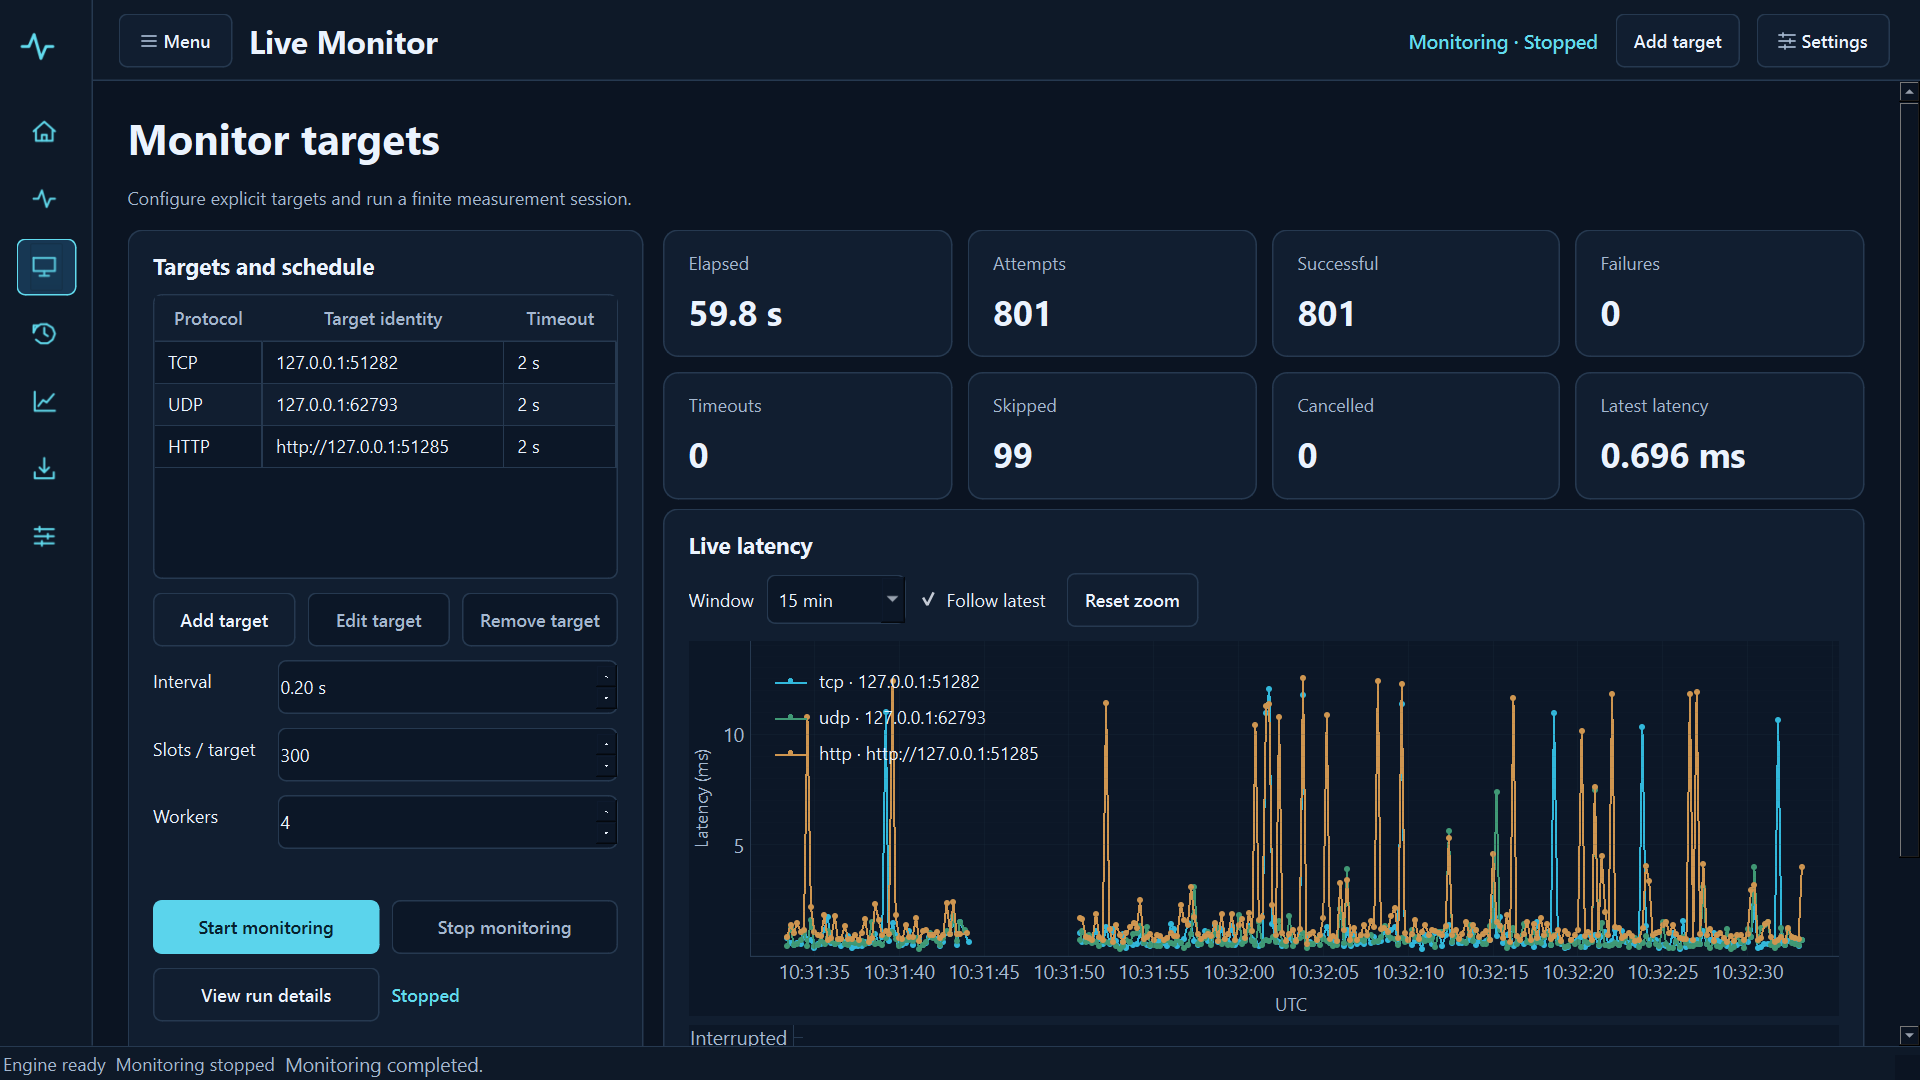 Menu
Live Monitor
Monitoring · Stopped
Add target
Settings
Monitor targets
Configure explicit targets and run a finite measurement session.
Targets and schedule
Protocol Target identity Timeout
TCP 127.0.0.1:51282 2 s
UDP 127.0.0.1:62793 2 s
HTTP http://127.0.0.1:51285 2 s
Add target
Edit target
Remove target
Interval 0.20 s
Slots / target 300
Workers 4
Start monitoring
Stop monitoring
View run details
Stopped
Elapsed
59.8 s
Attempts
801
Successful
801
Failures
0
Timeouts
0
Skipped
99
Cancelled
0
Latest latency
0.696 ms
Live latency
Window 15 min
Follow latest
Reset zoom
tcp · 127.0.0.1:51282
udp · 127.0.0.1:62793
http · http://127.0.0.1:51285
Latency (ms)
10
5
10:31:35 10:31:40 10:31:45 10:31:50 10:31:55 10:32:00 10:32:05 10:32:10 10:32:15 10:32:20 10:32:25 10:32:30
UTC
Interrupted
Engine ready Monitoring stopped Monitoring completed.